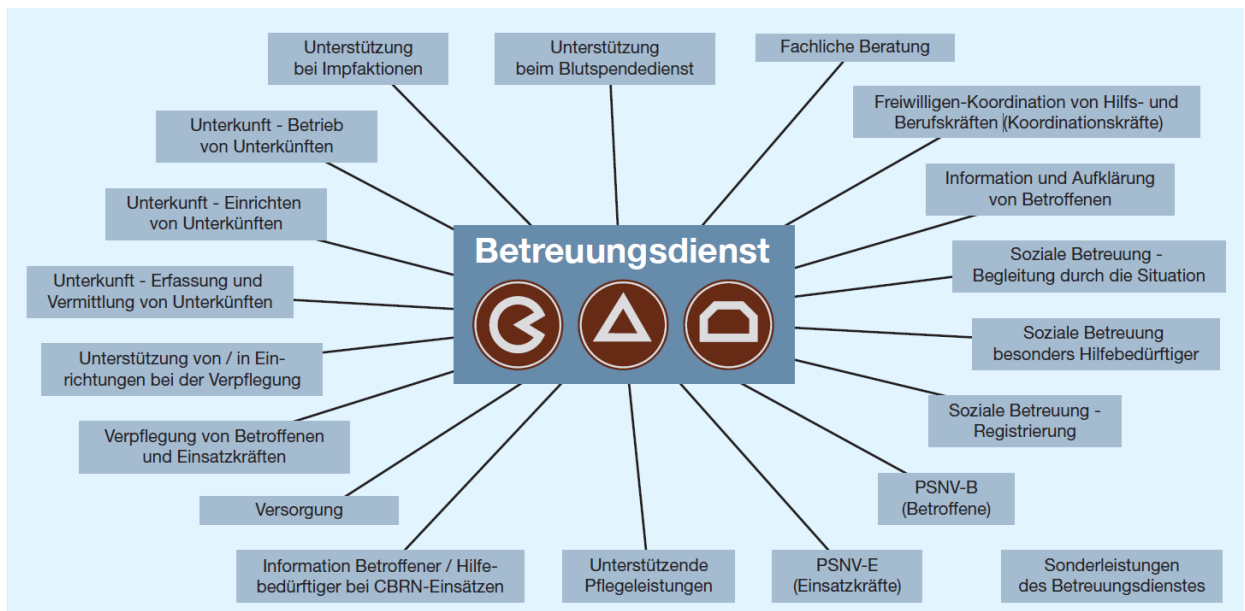 Unterstützung
bei Impfaktionen
Unterstützung
beim Blutspendedienst
Fachliche Beratung
Freiwilligen-Koordination von Hilfs- und
Berufskräften (Koordinationskräfte)
Unterkunft - Betrieb
von Unterkünften
Information und Aufklärung
von Betroffenen
Unterkunft - Einrichten
von Unterkünften
Betreuungsdienst
Soziale Betreuung -
Begleitung durch die Situation
Unterkunft - Erfassung und
Vermittlung von Unterkünften
Soziale Betreuung
besonders Hilfebedürftiger
Unterstützung von / in Ein-
richtungen bei der Verpflegung
Soziale Betreuung -
Registrierung
Verpflegung von Betroffenen
und Einsatzkräften
PSNV-B
(Betroffene)
Versorgung
Information Betroffener / Hilfe-
bedürftiger bei CBRN-Einsätzen
Unterstützende
Pflegeleistungen
PSNV-E
(Einsatzkräfte)
Sonderleistungen
des Betreuungsdienstes